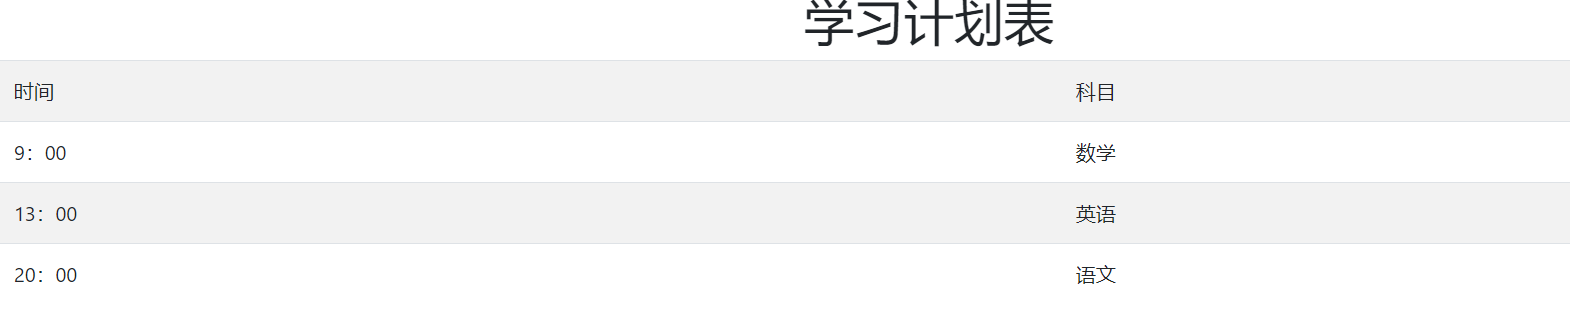 学习计划表
时间 科目
9：00 数学
13：00 英语
20：00 语文